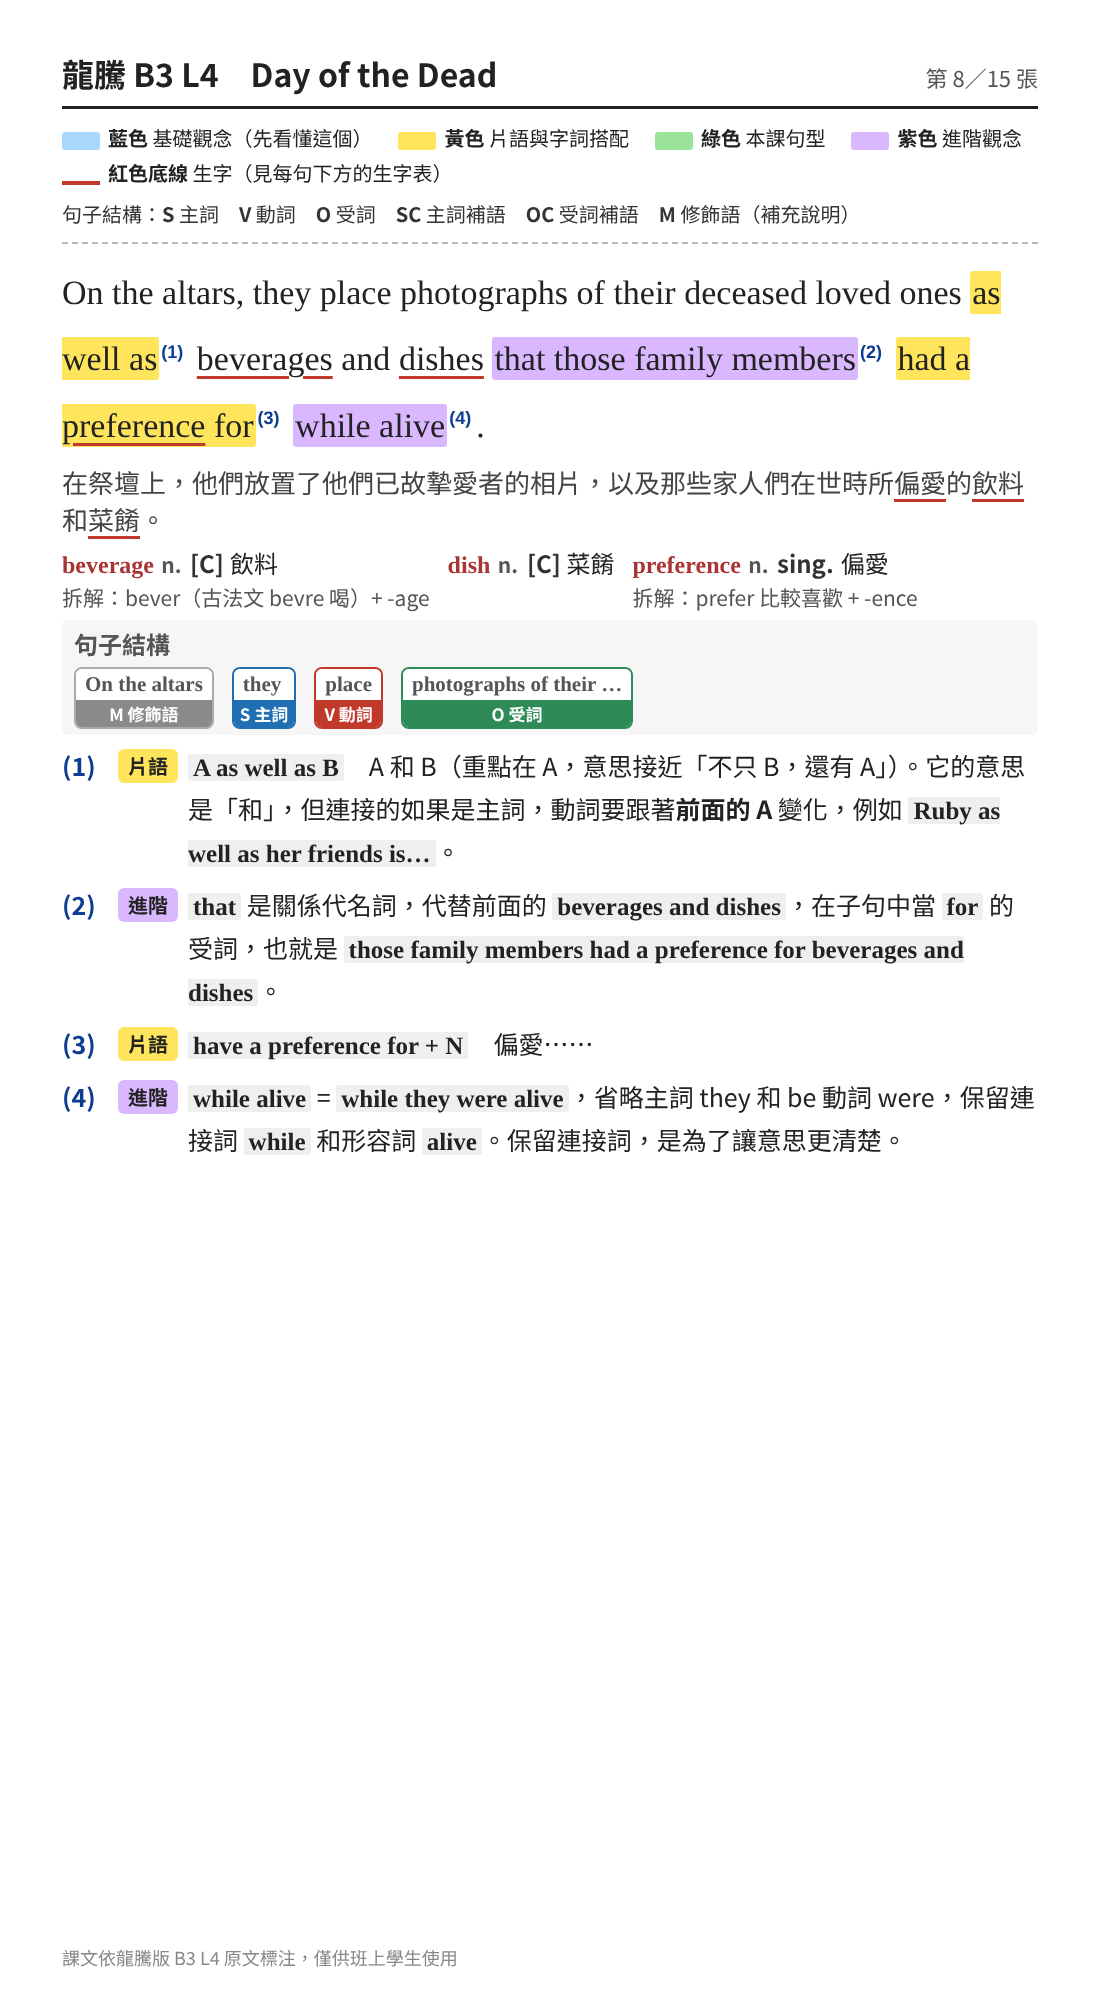 龍騰 B3 L4　Day of the Dead
第 8／15 張
藍色 基礎觀念（先看懂這個）　黃色 片語與字詞搭配　綠色 本課句型　紫色 進階觀念
紅色底線 生字（見每句下方的生字表）
句子結構：S 主詞　V 動詞　O 受詞　SC 主詞補語　OC 受詞補語　M 修飾語（補充說明）
On the altars, they place photographs of their deceased loved ones as
well as(1) beverages and dishes that those family members(2) had a
preference for(3) while alive(4).
在祭壇上，他們放置了他們已故摯愛者的相片，以及那些家人們在世時所偏愛的飲料
和菜餚。
beverage n. [C] 飲料　dish n. [C] 菜餚　preference n. sing. 偏愛
拆解：bever（古法文 bevre 喝）+ -age　拆解：prefer 比較喜歡 + -ence
句子結構
On the altars　they　place　photographs of their …
M 修飾語　S 主詞　V 動詞　O 受詞
(1) 片語 A as well as B　A 和 B（重點在 A，意思接近「不只 B，還有 A」）。它的意思
是「和」，但連接的如果是主詞，動詞要跟著前面的 A 變化，例如 Ruby as
well as her friends is…。
(2) 進階 that 是關係代名詞，代替前面的 beverages and dishes，在子句中當 for 的
受詞，也就是 those family members had a preference for beverages and
dishes。
(3) 片語 have a preference for + N　偏愛……
(4) 進階 while alive = while they were alive，省略主詞 they 和 be 動詞 were，保留連
接詞 while 和形容詞 alive。保留連接詞，是為了讓意思更清楚。
課文依龍騰版 B3 L4 原文標注，僅供班上學生使用